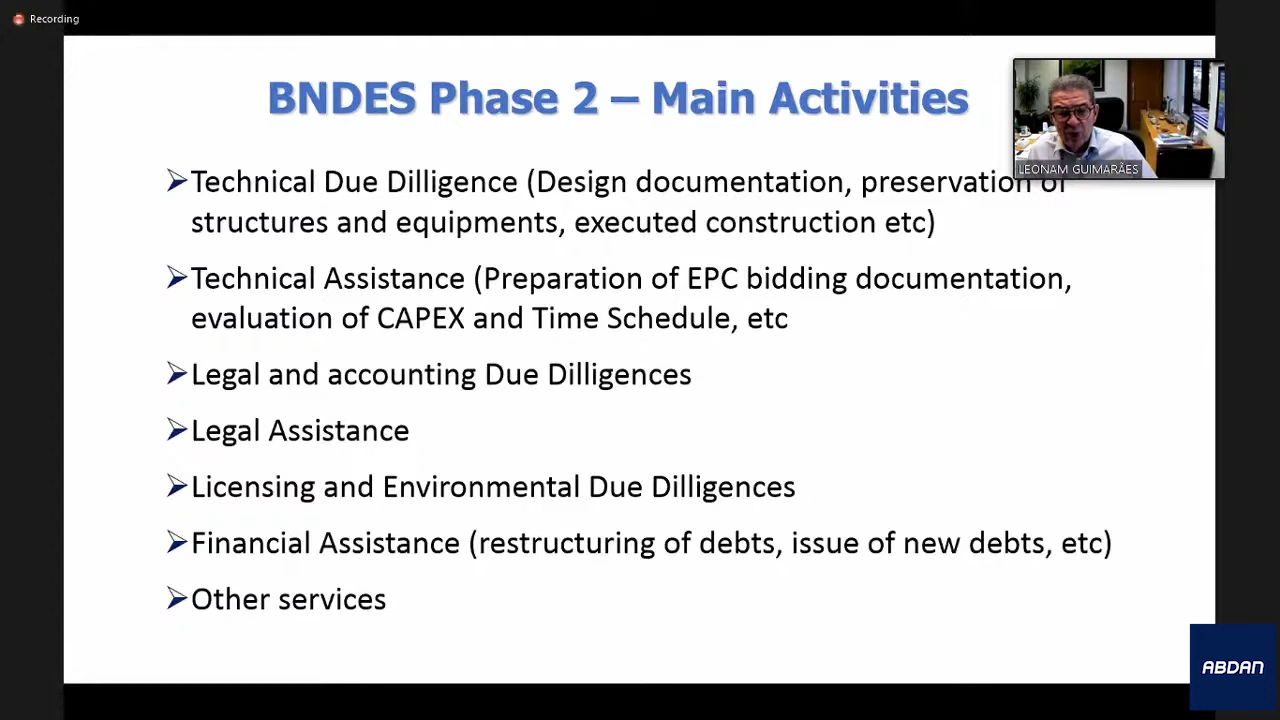 Recording
BNDES Phase 2 – Main Activities
LEONAM GUIMARÃES
Technical Due Dilligence (Design documentation, preservation of
structures and equipments, executed construction etc)
Technical Assistance (Preparation of EPC bidding documentation,
evaluation of CAPEX and Time Schedule, etc
Legal and accounting Due Dilligences
Legal Assistance
Licensing and Environmental Due Dilligences
Financial Assistance (restructuring of debts, issue of new debts, etc)
Other services
ABDAN